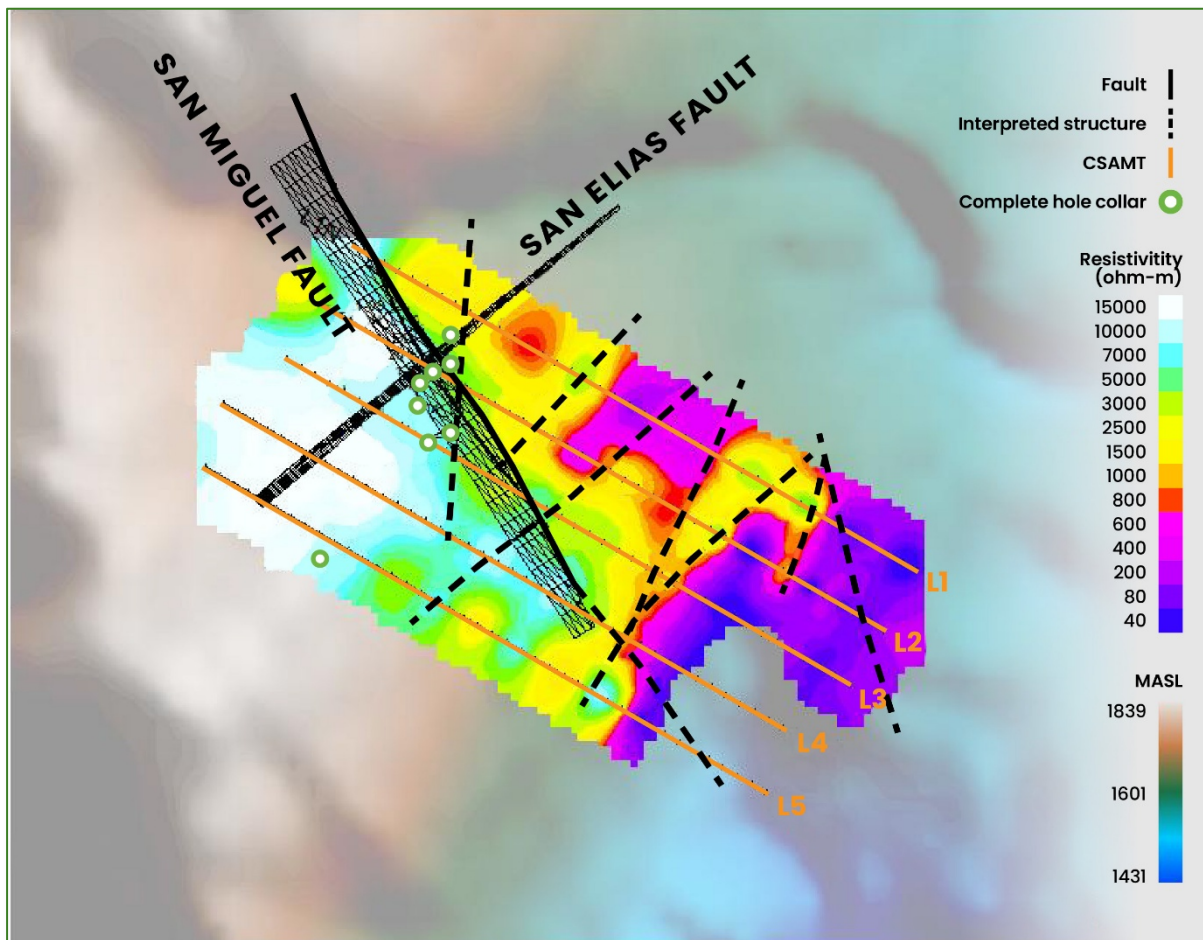 SAN MIGUEL FAULT
SAN ELIAS FAULT
Fault
Interpreted structure
CSAMT
Complete hole collar
Resistivitity
(ohm-m)
15000
10000
7000
5000
3000
2500
1500
1000
800
600
400
200
80
40
MASL
1839
1601
1431
L1
L2
L3
L4
L5